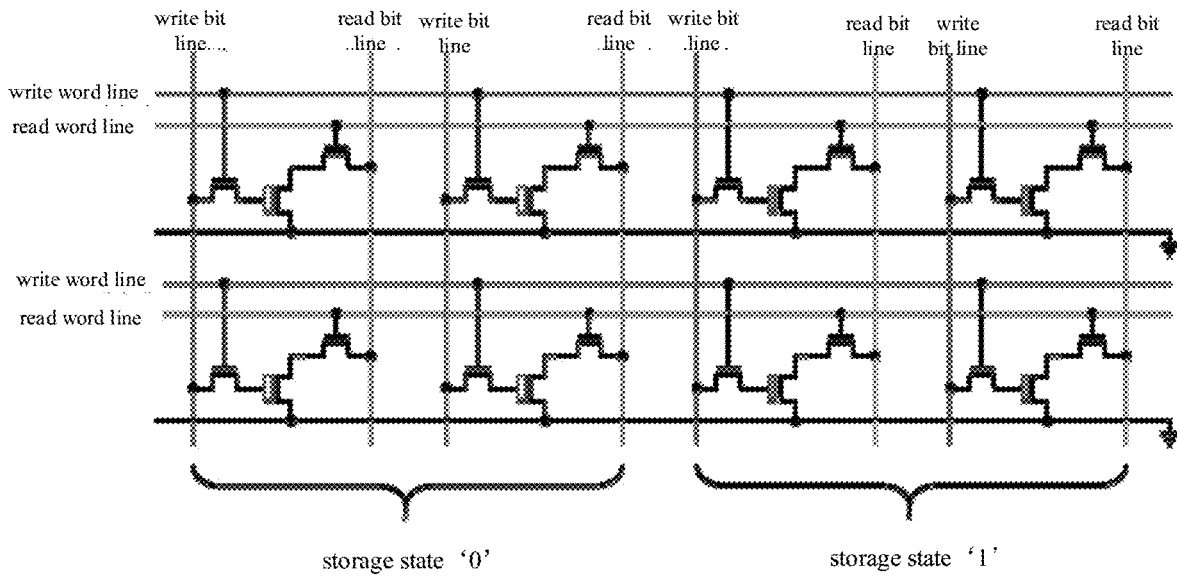 write bit
line
read bit
line
write bit
line
read bit
line
write bit
line
read bit
line
write
bit line
read bit
line
write word line
read word line
write word line
read word line
storage state ‘0’
storage state ‘1’